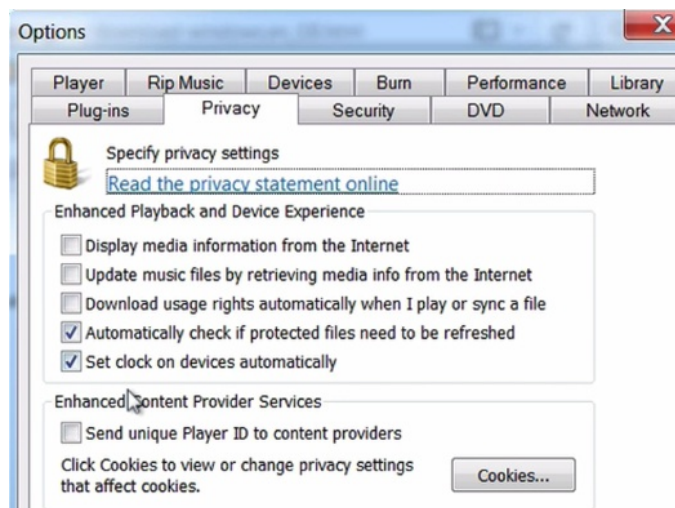 Options
Player Rip Music Devices Burn Performance Library
Plug-ins Privacy Security DVD Network
Specify privacy settings
Read the privacy statement online
Enhanced Playback and Device Experience
Display media information from the Internet
Update music files by retrieving media info from the Internet
Download usage rights automatically when I play or sync a file
Automatically check if protected files need to be refreshed
Set clock on devices automatically
Enhanced Content Provider Services
Send unique Player ID to content providers
Click Cookies to view or change privacy settings
that affect cookies.
Cookies...